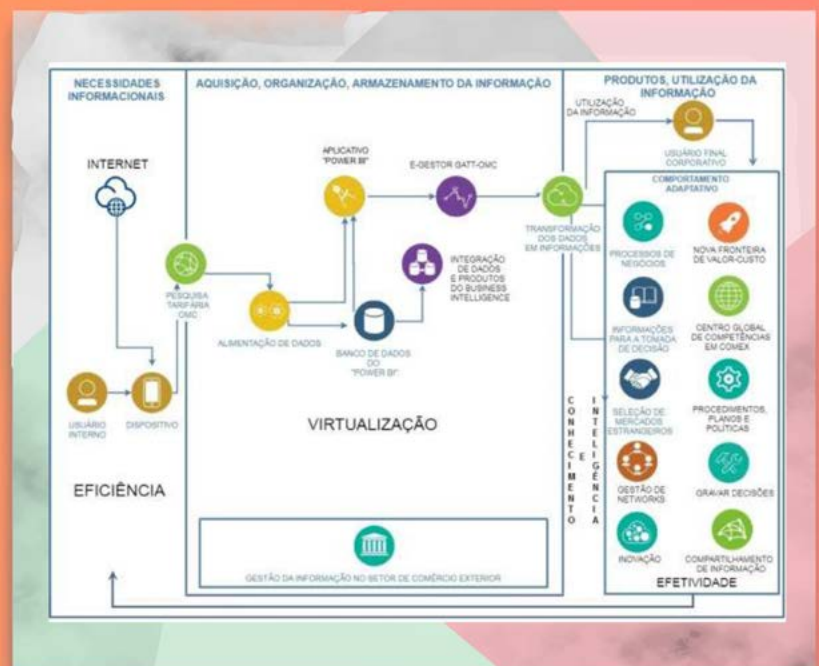 NECESSIDADES
INFORMACIONAIS
INTERNET
USUÁRIO
INTERNO
DISPOSITIVO
EFICIÊNCIA
AQUISIÇÃO, ORGANIZAÇÃO, ARMAZENAMENTO DA INFORMAÇÃO
PESQUISA
TARIFÁRIA
OMC
ALIMENTAÇÃO DE DADOS
APLICATIVO
"POWER BI"
BANCO DE DADOS
DO
"POWER BI"
E-GESTOR GATT-OMC
INTEGRAÇÃO
DE DADOS
E PRODUTOS
DO BUSINESS
INTELLIGENCE
VIRTUALIZAÇÃO
GESTÃO DA INFORMAÇÃO NO SETOR DE COMÉRCIO EXTERIOR
PRODUTOS, UTILIZAÇÃO DA
INFORMAÇÃO
UTILIZAÇÃO
DA INFORMAÇÃO
USUÁRIO FINAL
CORPORATIVO
TRANSFORMAÇÃO
DOS DADOS
EM INFORMAÇÕES
CONHECIMENTO
E
INTELIGÊNCIA
COMPORTAMENTO
ADAPTATIVO
PROCESSOS DE
NEGÓCIOS
NOVA FRONTEIRA
DE VALOR-CUSTO
INFORMAÇÕES
PARA A TOMADA
DE DECISÃO
CENTRO GLOBAL
DE COMPETÊNCIAS
EM COMEX
SELEÇÃO DE
MERCADOS
ESTRANGEIROS
PROCEDIMENTOS,
PLANOS E
POLÍTICAS
GESTÃO DE
NETWORKS
GRAVAR DECISÕES
INOVAÇÃO
COMPARTILHAMENTO
DE INFORMAÇÃO
EFETIVIDADE